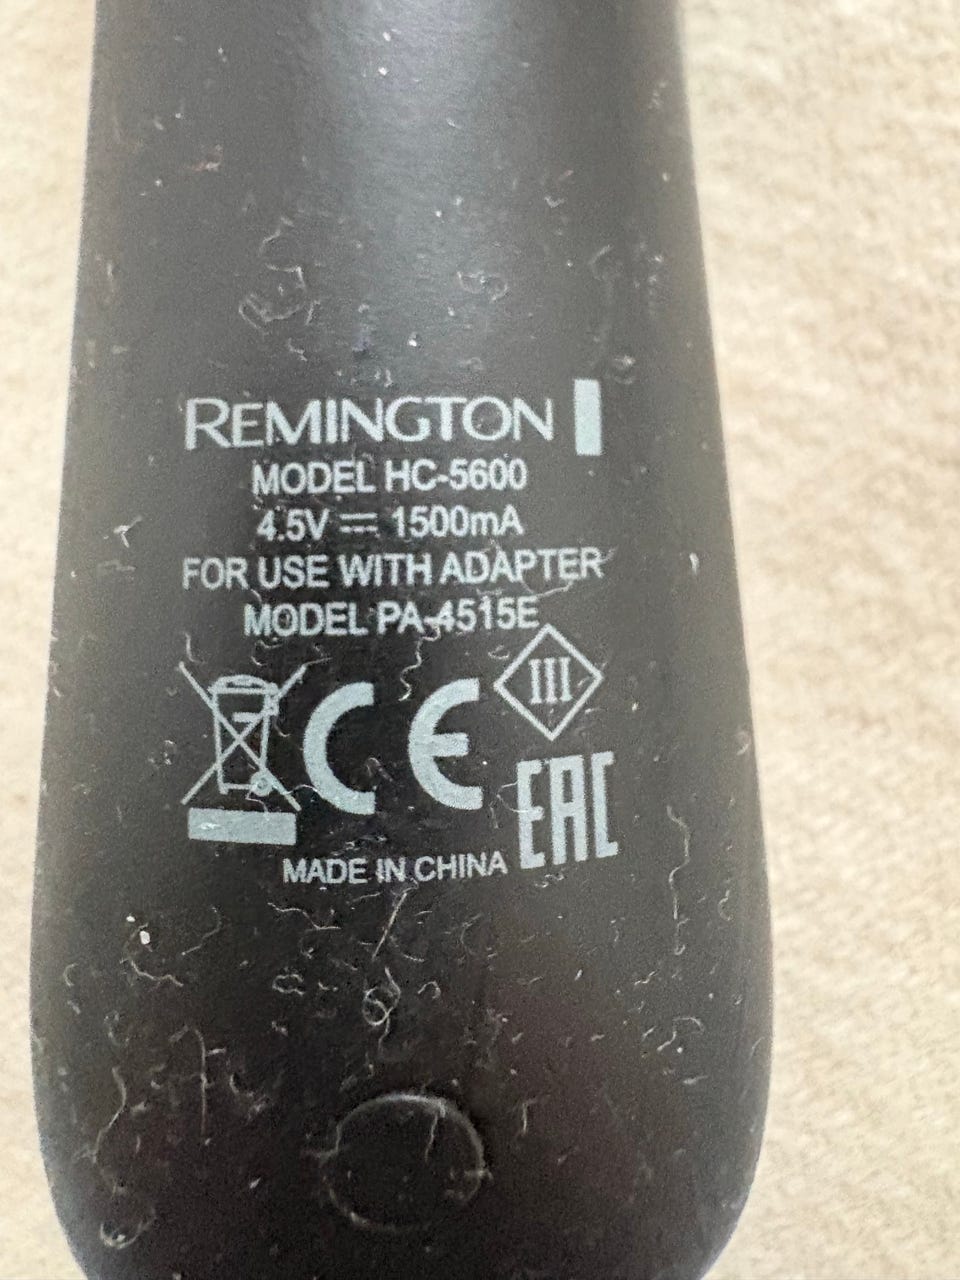 REMINGTON
MODEL HC-5600
4.5V ⎓ 1500mA
FOR USE WITH ADAPTER
MODEL PA-4515E
III
CE
EAC
MADE IN CHINA